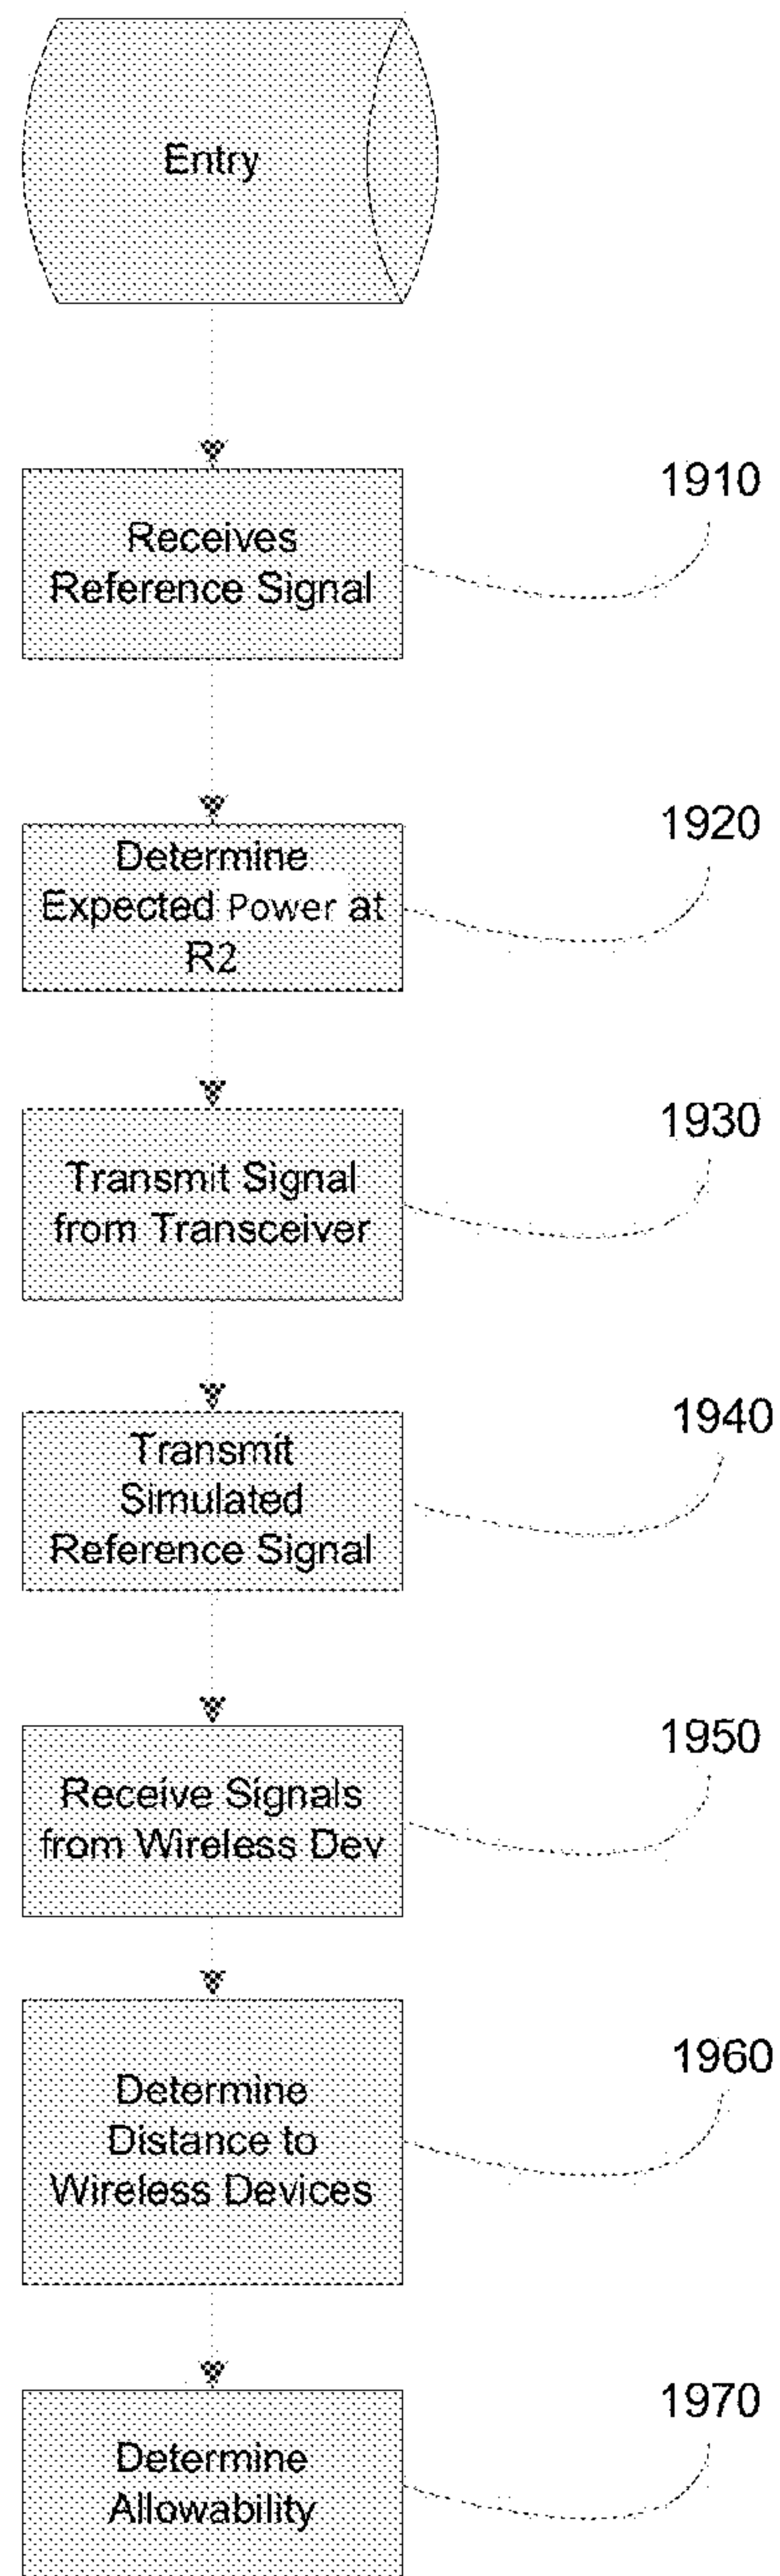 Entry
1910
Receives
Reference Signal
1920
Determine
Expected Power at
R2
1930
Transmit Signal
from Transceiver
1940
Transmit
Simulated
Reference Signal
1950
Receive Signals
from Wireless Dev
1960
Determine
Distance to
Wireless Devices
1970
Determine
Allowability